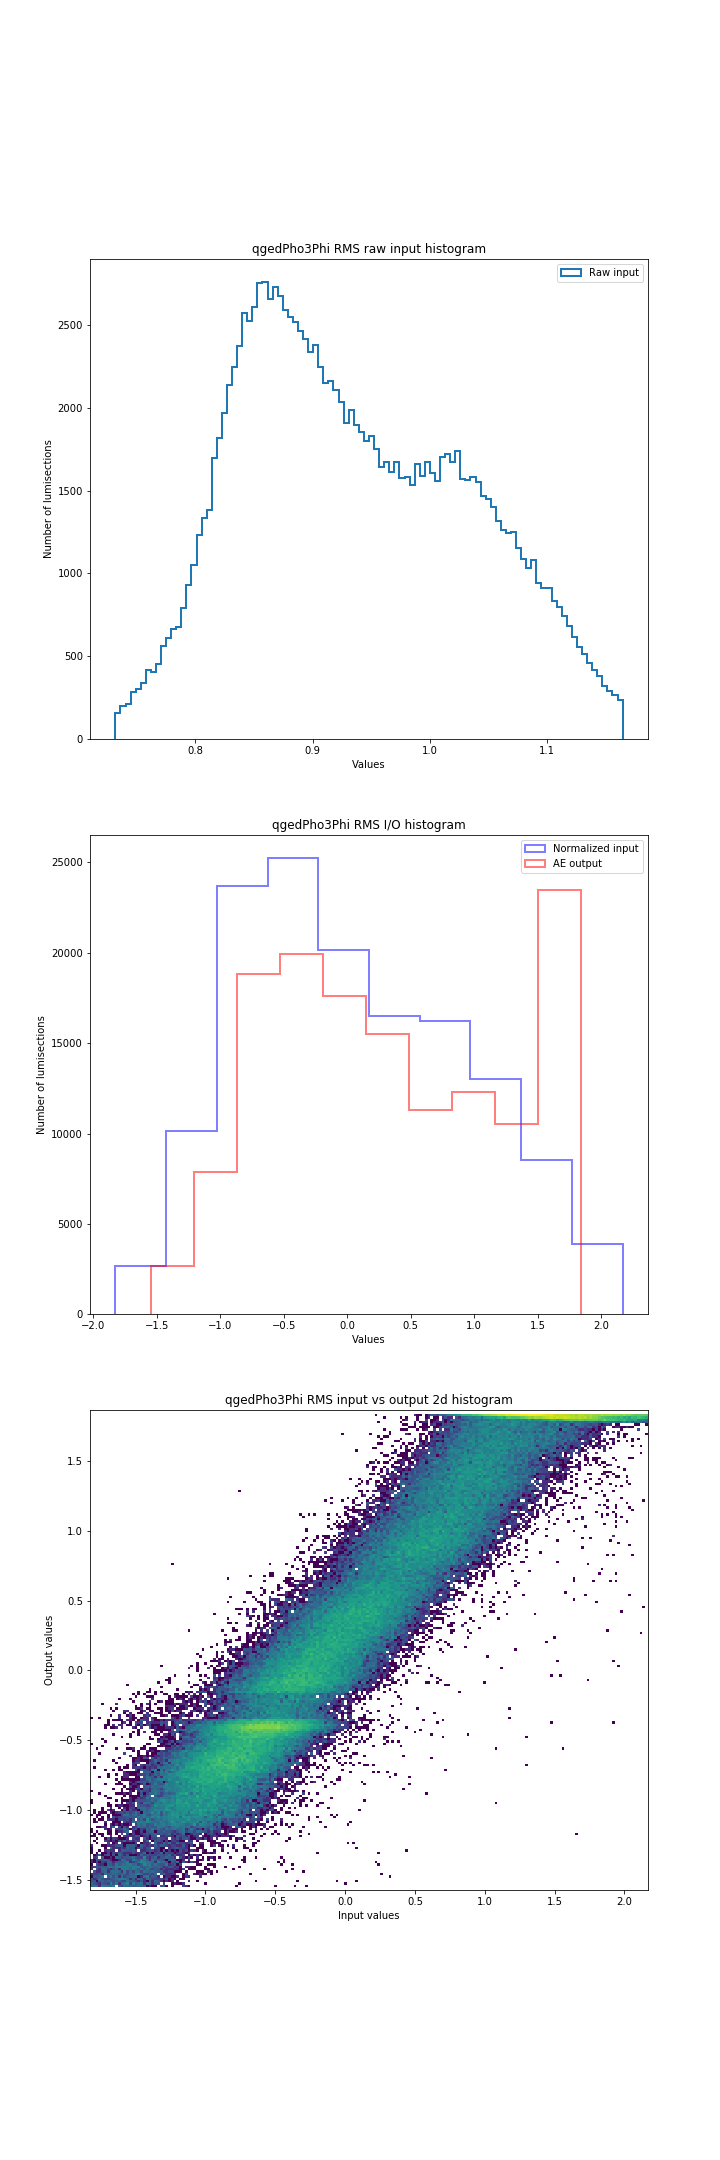 qgedPho3Phi RMS raw input histogram
Raw input
2500
2000
1500
1000
500
0
Number of lumisections
0.8 0.9 1.0 1.1
Values
qgedPho3Phi RMS I/O histogram
Normalized input
AE output
25000
20000
15000
10000
5000
0
Number of lumisections
−2.0 −1.5 −1.0 −0.5 0.0 0.5 1.0 1.5 2.0
Values
qgedPho3Phi RMS input vs output 2d histogram
1.5
1.0
0.5
0.0
−0.5
−1.0
−1.5
Output values
−1.5 −1.0 −0.5 0.0 0.5 1.0 1.5 2.0
Input values